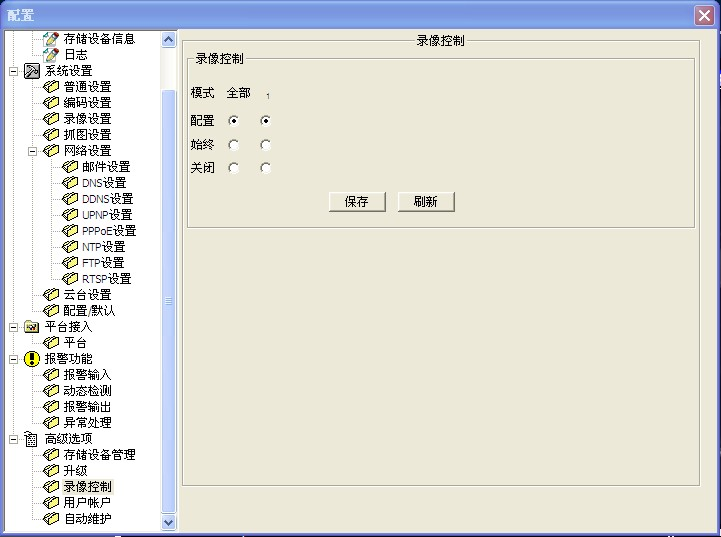 配置
存储设备信息
日志
系统设置
普通设置
编码设置
录像设置
抓图设置
网络设置
邮件设置
DNS设置
DDNS设置
UPNP设置
PPPoE设置
NTP设置
FTP设置
RTSP设置
云台设置
配置/默认
平台接入
平台
报警功能
报警输入
动态检测
报警输出
异常处理
高级选项
存储设备管理
升级
录像控制
用户帐户
自动维护
录像控制
录像控制
模式 全部 1
配置
始终
关闭
保存 刷新